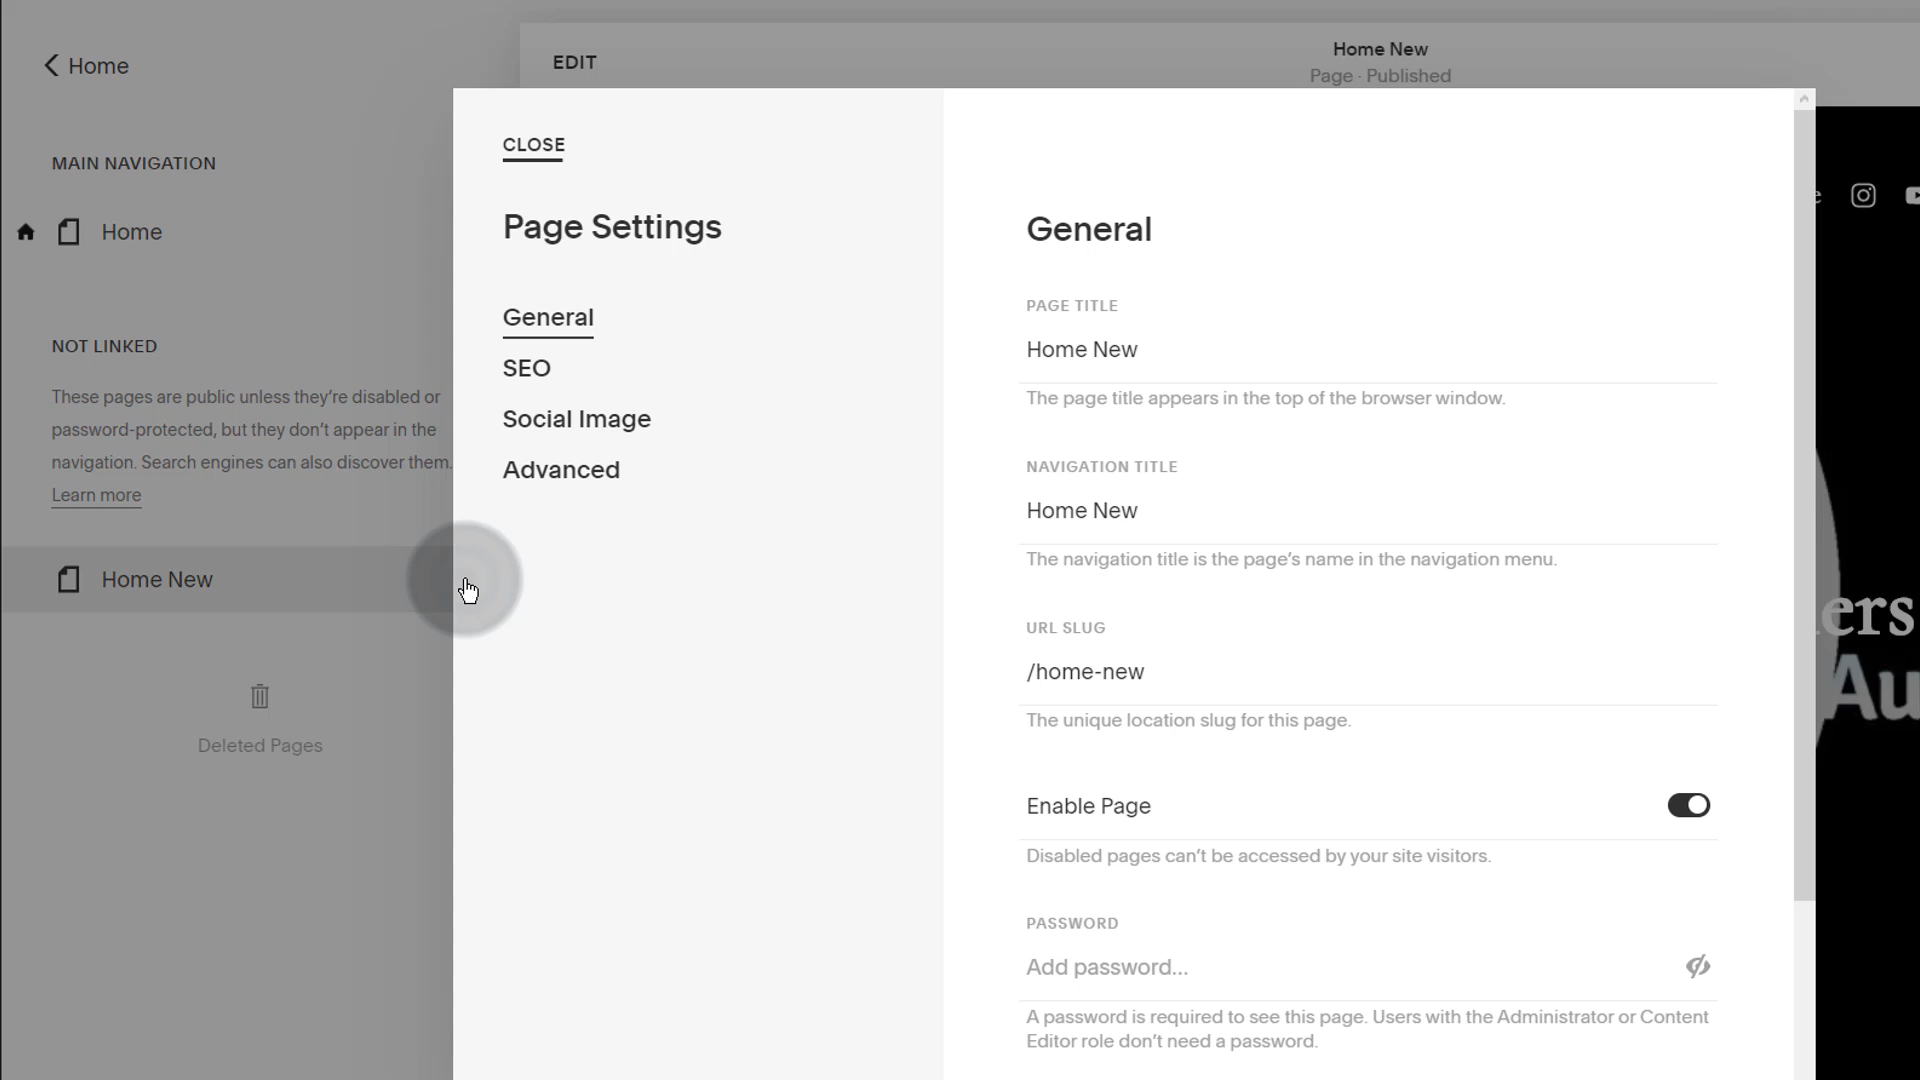 Home
EDIT
Home New
Page · Published
MAIN NAVIGATION
Home
NOT LINKED
These pages are public unless they’re disabled or
password-protected, but they don’t appear in the
navigation. Search engines can also discover them.
Learn more
Home New
Deleted Pages
CLOSE
Page Settings
General
SEO
Social Image
Advanced
General
PAGE TITLE
Home New
The page title appears in the top of the browser window.
NAVIGATION TITLE
Home New
The navigation title is the page’s name in the navigation menu.
URL SLUG
/home-new
The unique location slug for this page.
Enable Page
Disabled pages can’t be accessed by your site visitors.
PASSWORD
Add password...
A password is required to see this page. Users with the Administrator or Content
Editor role don’t need a password.
ers
Au